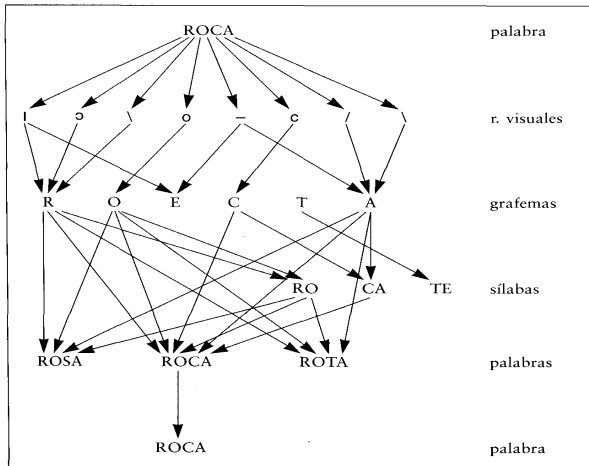 ROCA palabra
I ɔ \ o — c / \ r. visuales
R O E C T A grafemas
RO CA TE sílabas
ROSA ROCA ROTA palabras
ROCA palabra